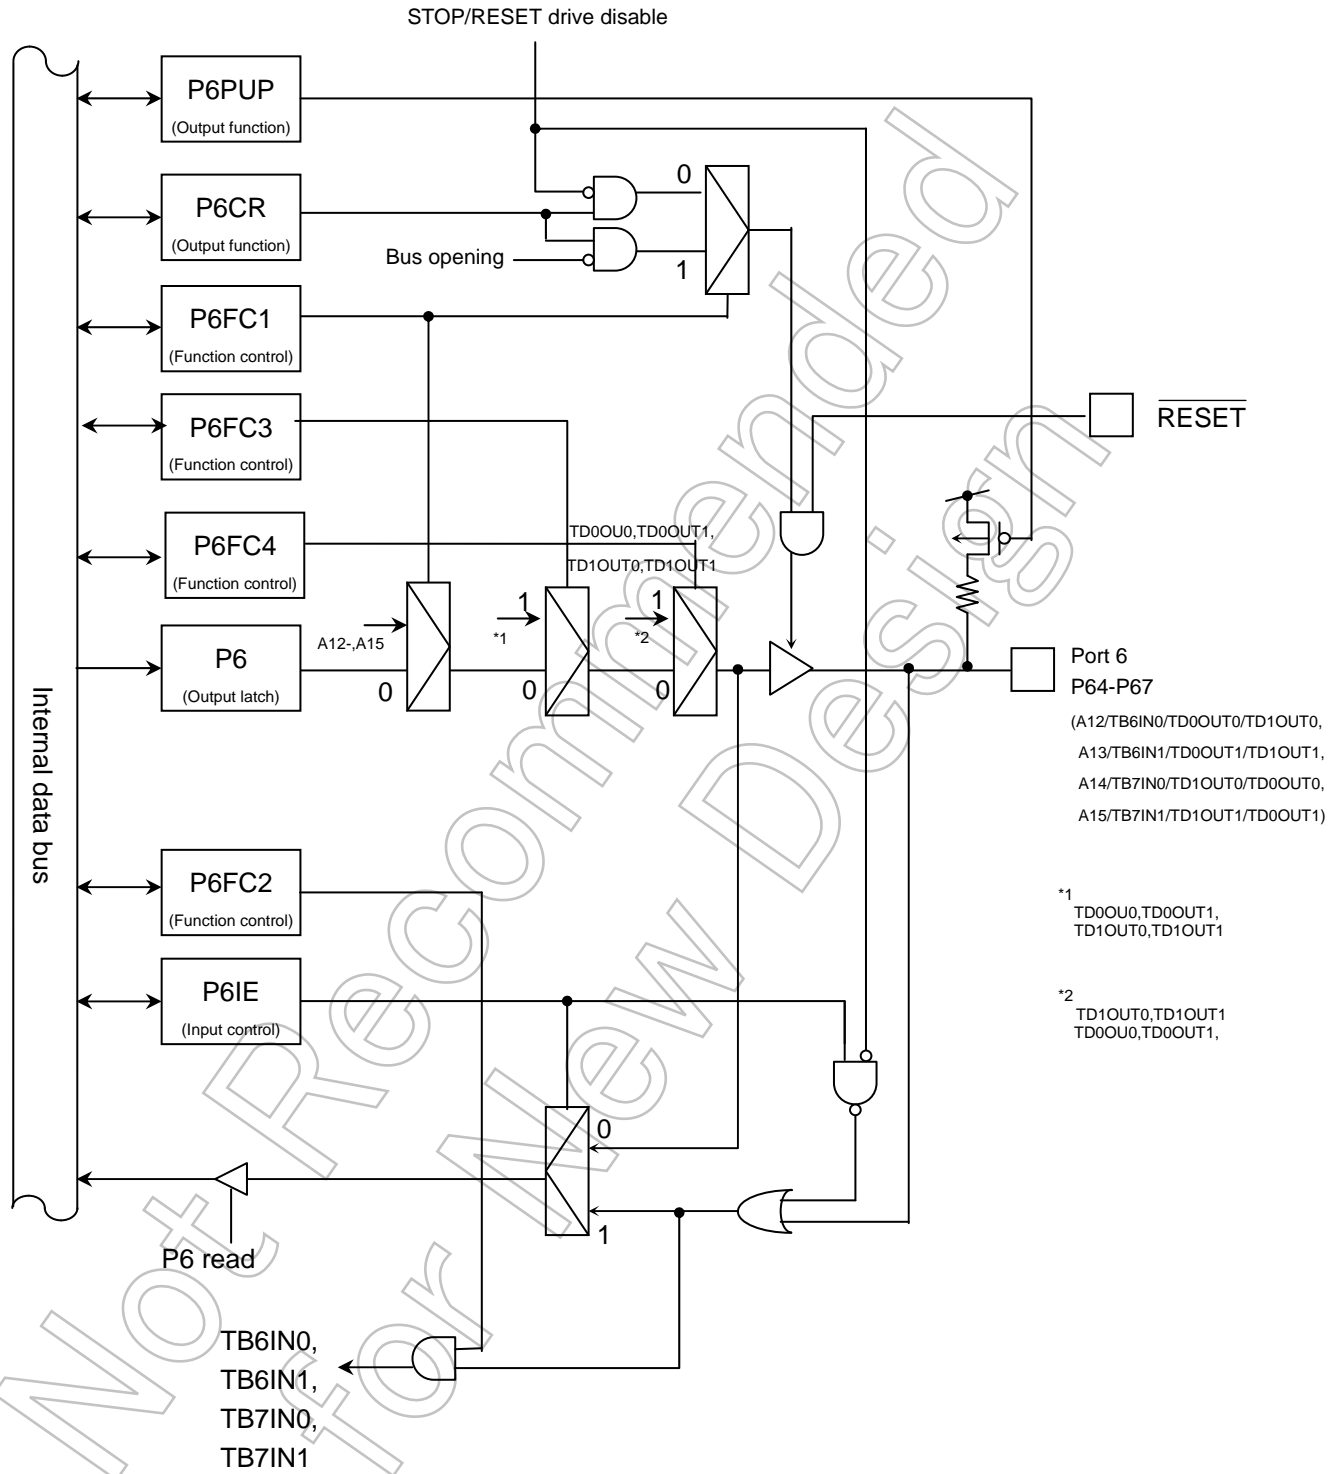 STOP/RESET drive disable
P6PUP
(Output function)
P6CR
(Output function)
0
Bus opening
1
P6FC1
(Function control)
P6FC3
(Function control)
RESET
P6FC4
(Function control)
TD0OU0,TD0OUT1,
TD1OUT0,TD1OUT1
1
*1
1
*2
A12-,A15
P6
(Output latch)
0
0
0
Port 6
P64-P67
(A12/TB6IN0/TD0OUT0/TD1OUT0,
A13/TB6IN1/TD0OUT1/TD1OUT1,
A14/TB7IN0/TD1OUT0/TD0OUT0,
A15/TB7IN1/TD1OUT1/TD0OUT1)
Internal data bus
P6FC2
(Function control)
*1
TD0OU0,TD0OUT1,
TD1OUT0,TD1OUT1
P6IE
(Input control)
*2
TD1OUT0,TD1OUT1
TD0OU0,TD0OUT1,
0
1
P6 read
TB6IN0,
TB6IN1,
TB7IN0,
TB7IN1
Not Recommended
for New Design